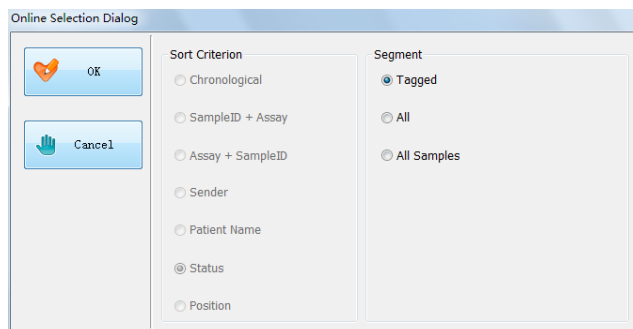 Online Selection Dialog
OK
Cancel
Sort Criterion
Chronological
SampleID + Assay
Assay + SampleID
Sender
Patient Name
Status
Position
Segment
Tagged
All
All Samples